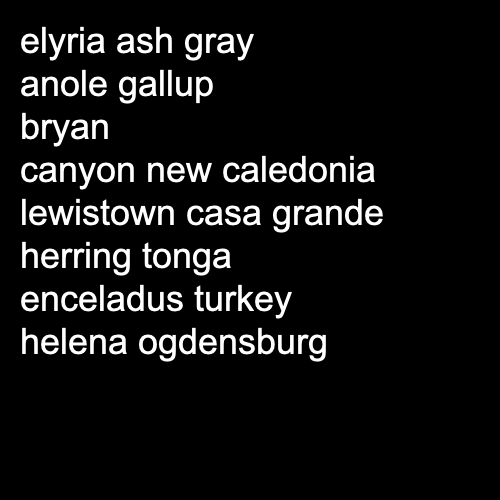 elyria ash gray
anole gallup
bryan
canyon new caledonia
lewistown casa grande
herring tonga
enceladus turkey
helena ogdensburg